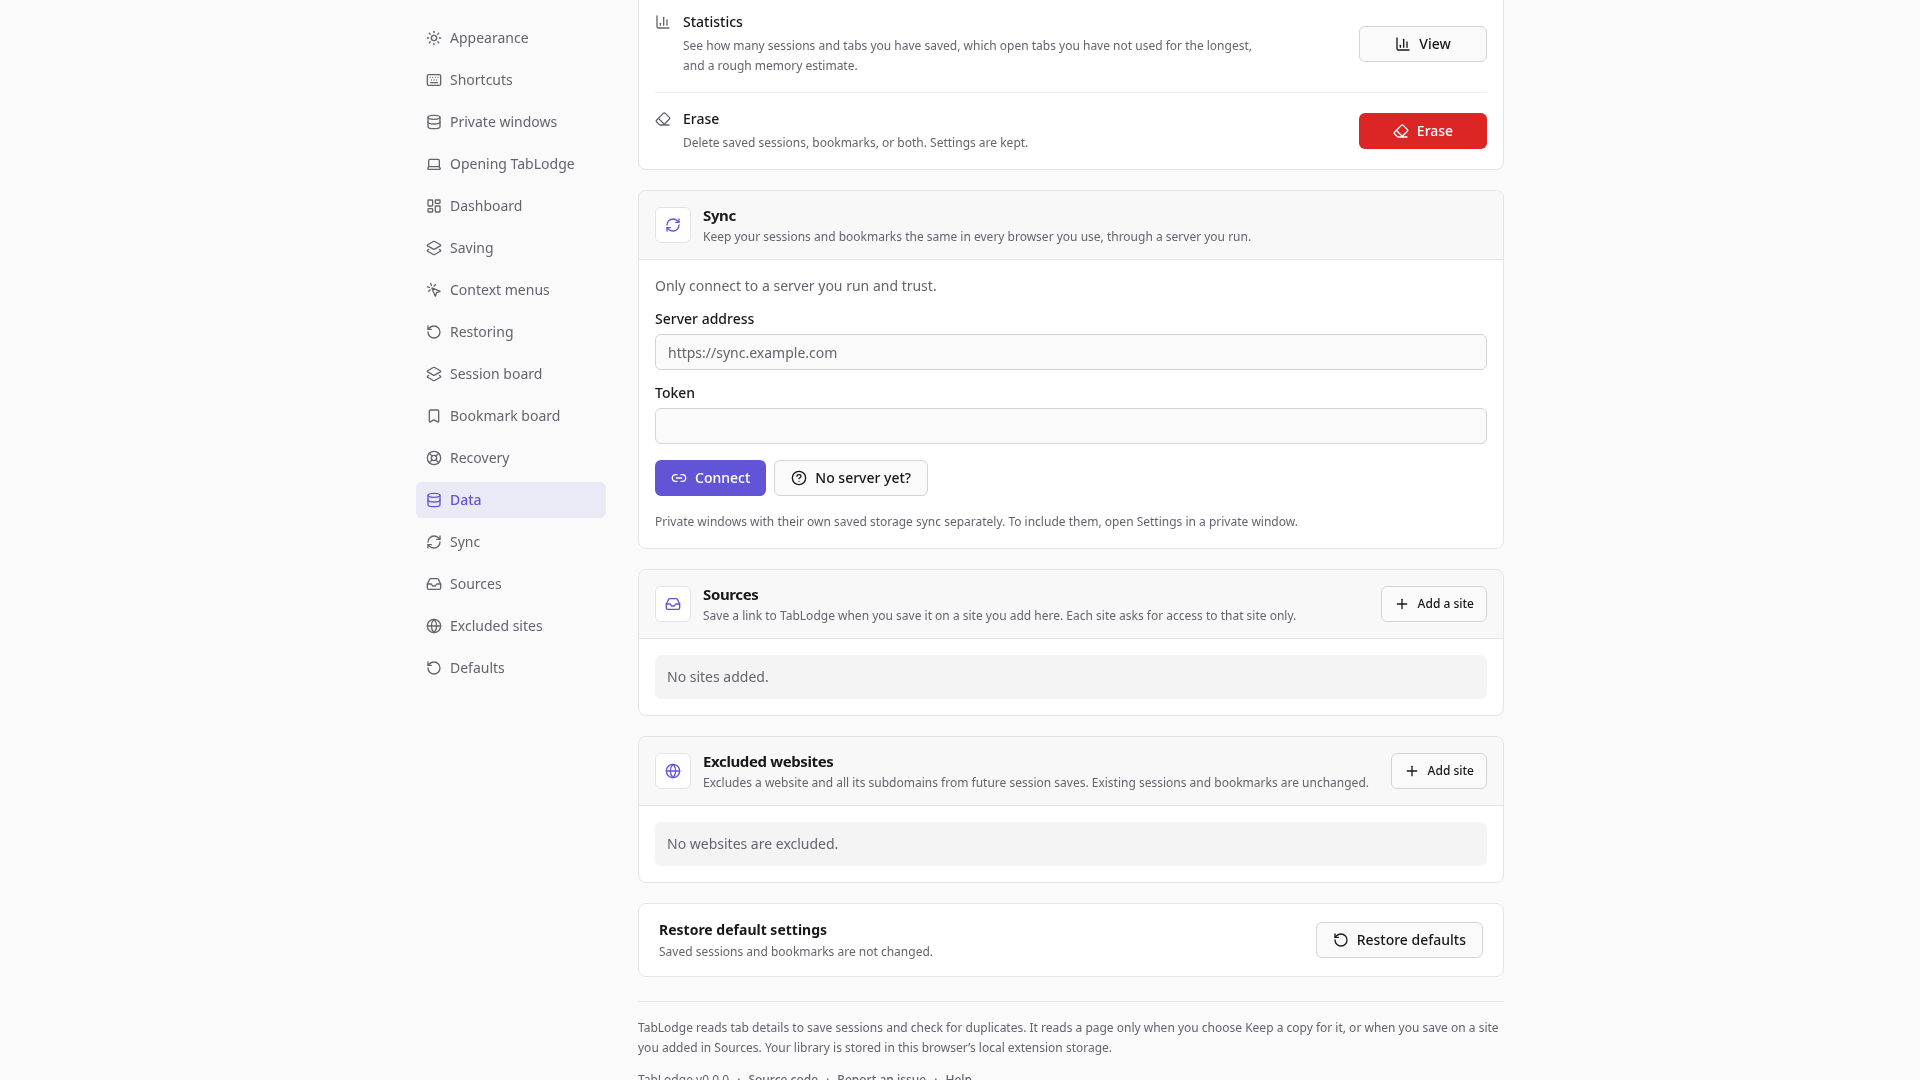 Appearance
Shortcuts
Private windows
Opening TabLodge
Dashboard
Saving
Context menus
Restoring
Session board
Bookmark board
Recovery
Data
Sync
Sources
Excluded sites
Defaults
Statistics
See how many sessions and tabs you have saved, which open tabs you have not used for the longest,
and a rough memory estimate.
View
Erase
Delete saved sessions, bookmarks, or both. Settings are kept.
Erase
Sync
Keep your sessions and bookmarks the same in every browser you use, through a server you run.
Only connect to a server you run and trust.
Server address
https://sync.example.com
Token
Connect
No server yet?
Private windows with their own saved storage sync separately. To include them, open Settings in a private window.
Sources
Save a link to TabLodge when you save it on a site you add here. Each site asks for access to that site only.
Add a site
No sites added.
Excluded websites
Excludes a website and all its subdomains from future session saves. Existing sessions and bookmarks are unchanged.
Add site
No websites are excluded.
Restore default settings
Saved sessions and bookmarks are not changed.
Restore defaults
TabLodge reads tab details to save sessions and check for duplicates. It reads a page only when you choose Keep a copy for it, or when you save on a site
you added in Sources. Your library is stored in this browser’s local extension storage.
TabLodge v0.0.0 · Source code · Report an issue · Help